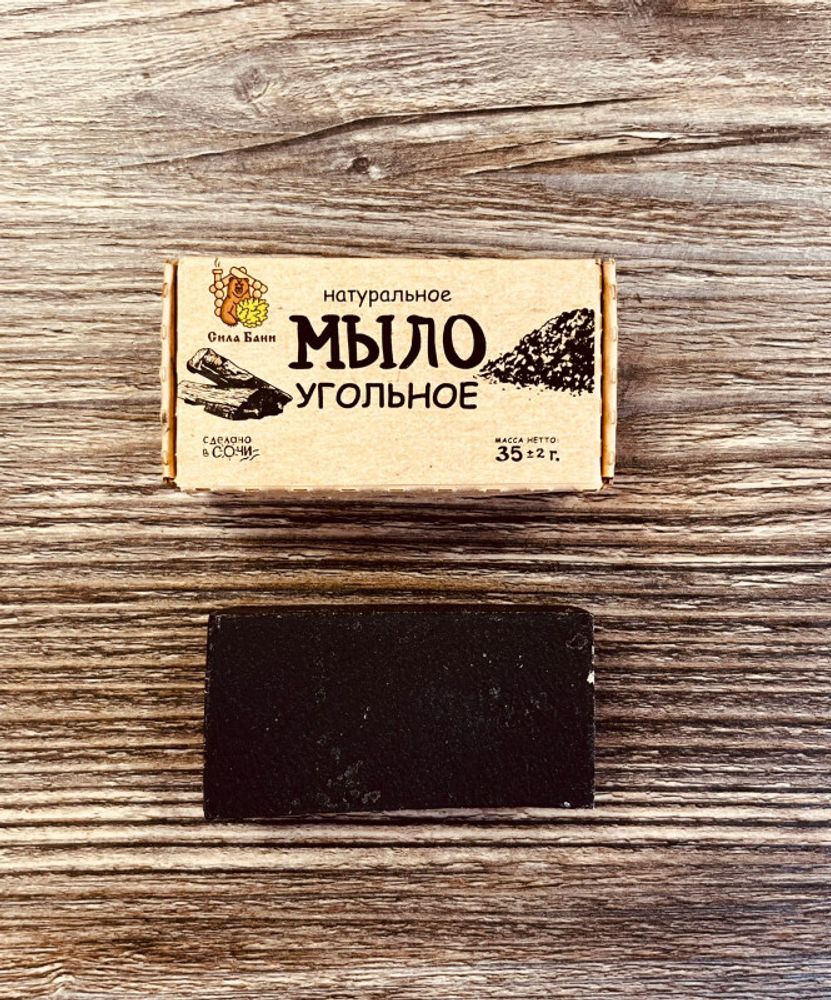 натуральное
Сила Бани
МЫЛО
УГОЛЬНОЕ
сделано
в СОЧИ
МАССА НЕТТО:
35±2 г.